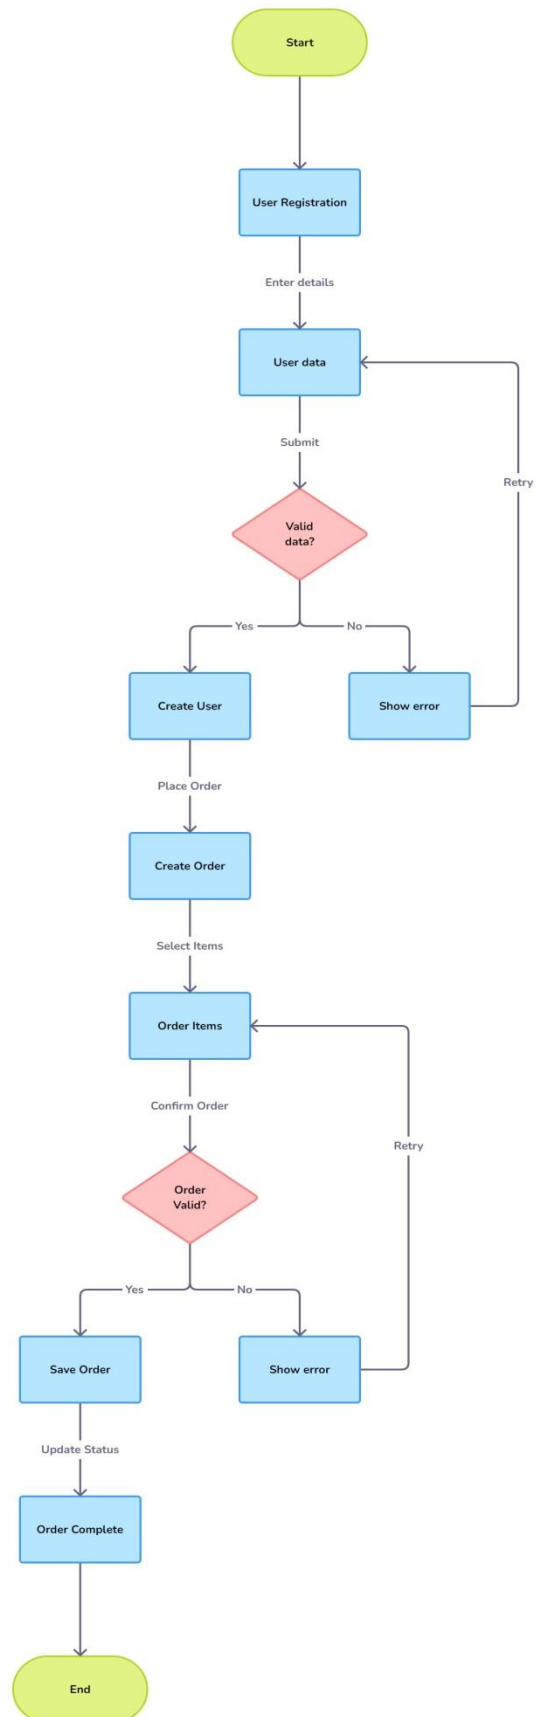 Start
User Registration
Enter details
User data
Submit
Retry
Valid
data?
Yes
No
Create User
Show error
Place Order
Create Order
Select Items
Order Items
Confirm Order
Retry
Order
Valid?
Yes
No
Save Order
Show error
Update Status
Order Complete
End